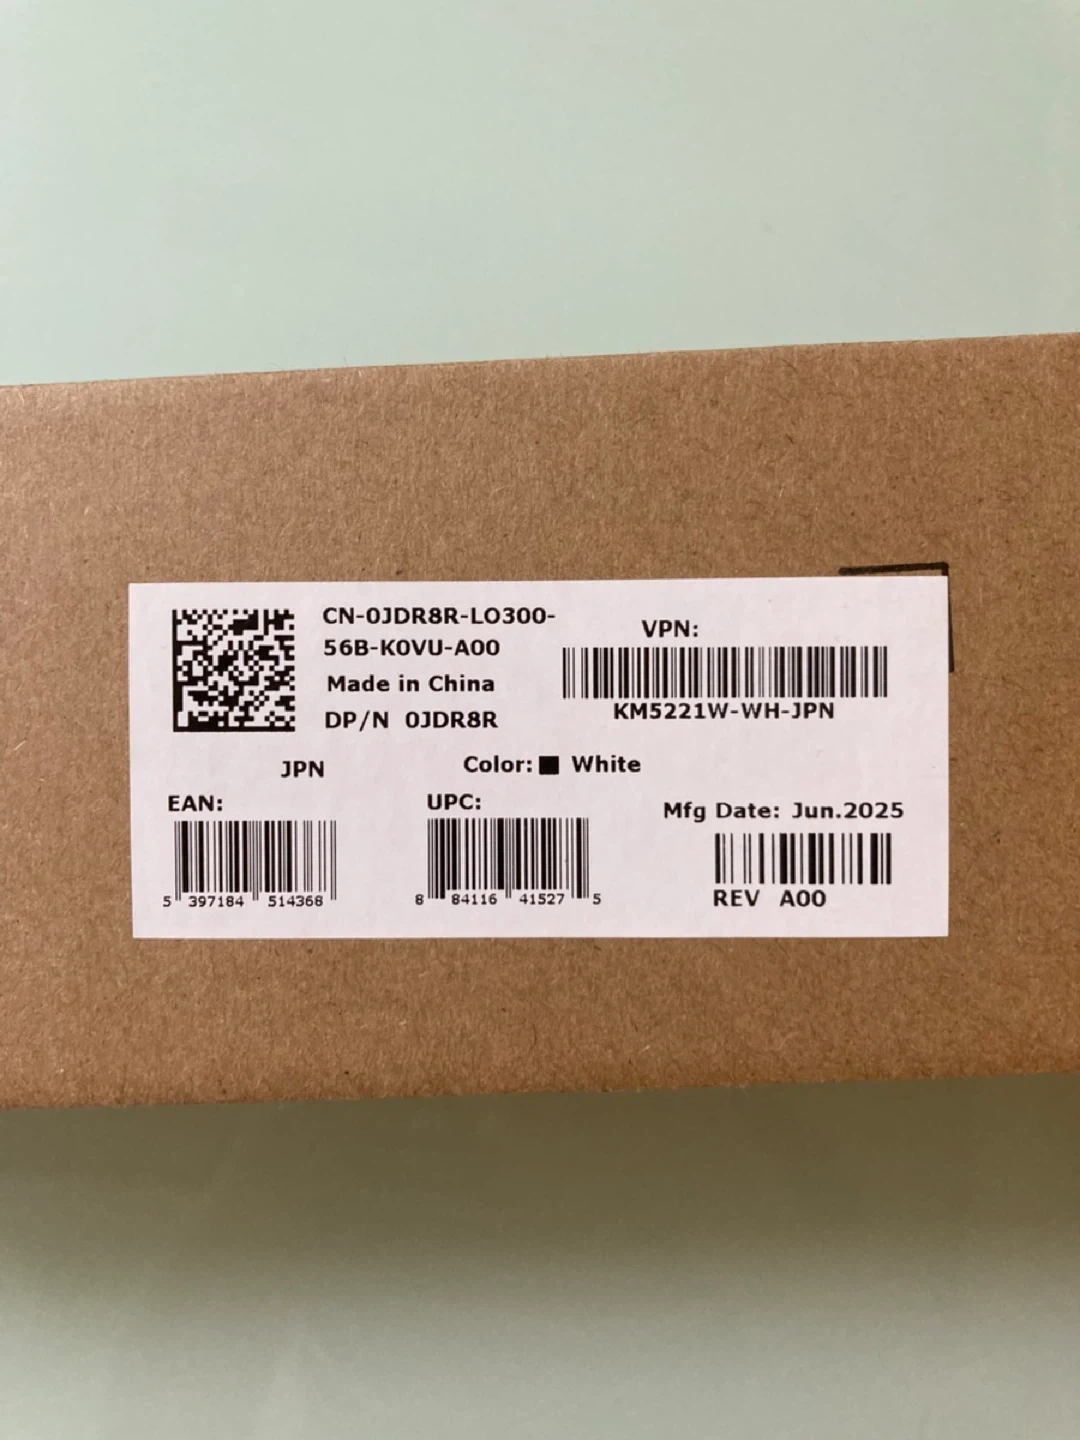 CN-0JDR8R-LO300-
56B-K0VU-A00
Made in China
DP/N 0JDR8R
VPN:
KM5221W-WH-JPN
JPN
Color: ■ White
EAN:
5 397184 514368
UPC:
8 84116 41527 5
Mfg Date: Jun.2025
REV A00